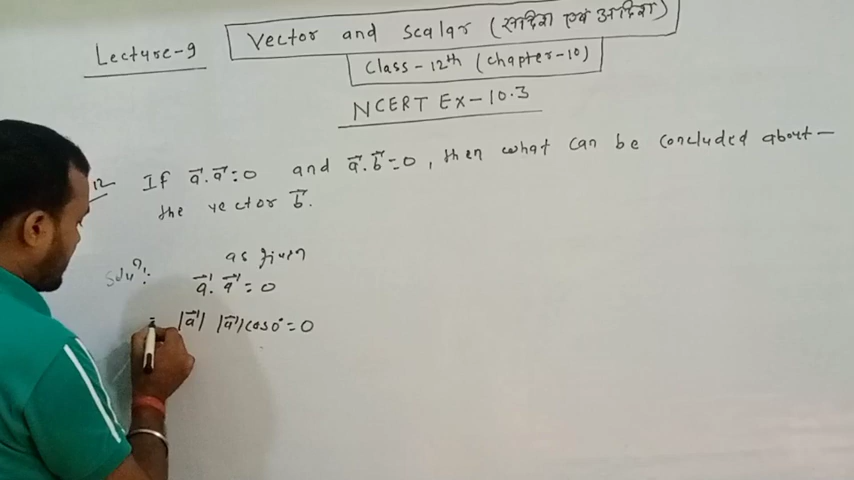 Lecture-9
Vector and Scalar (सदिश एवं अदिश)
Class-12th (Chapter-10)
NCERT Ex-10.3
12 If a⃗.a⃗=0 and a⃗.b⃗=0, then what can be concluded about
the vector b⃗.
Solⁿ: as given
a⃗.a⃗=0
= |a⃗| |a⃗|cos0°=0